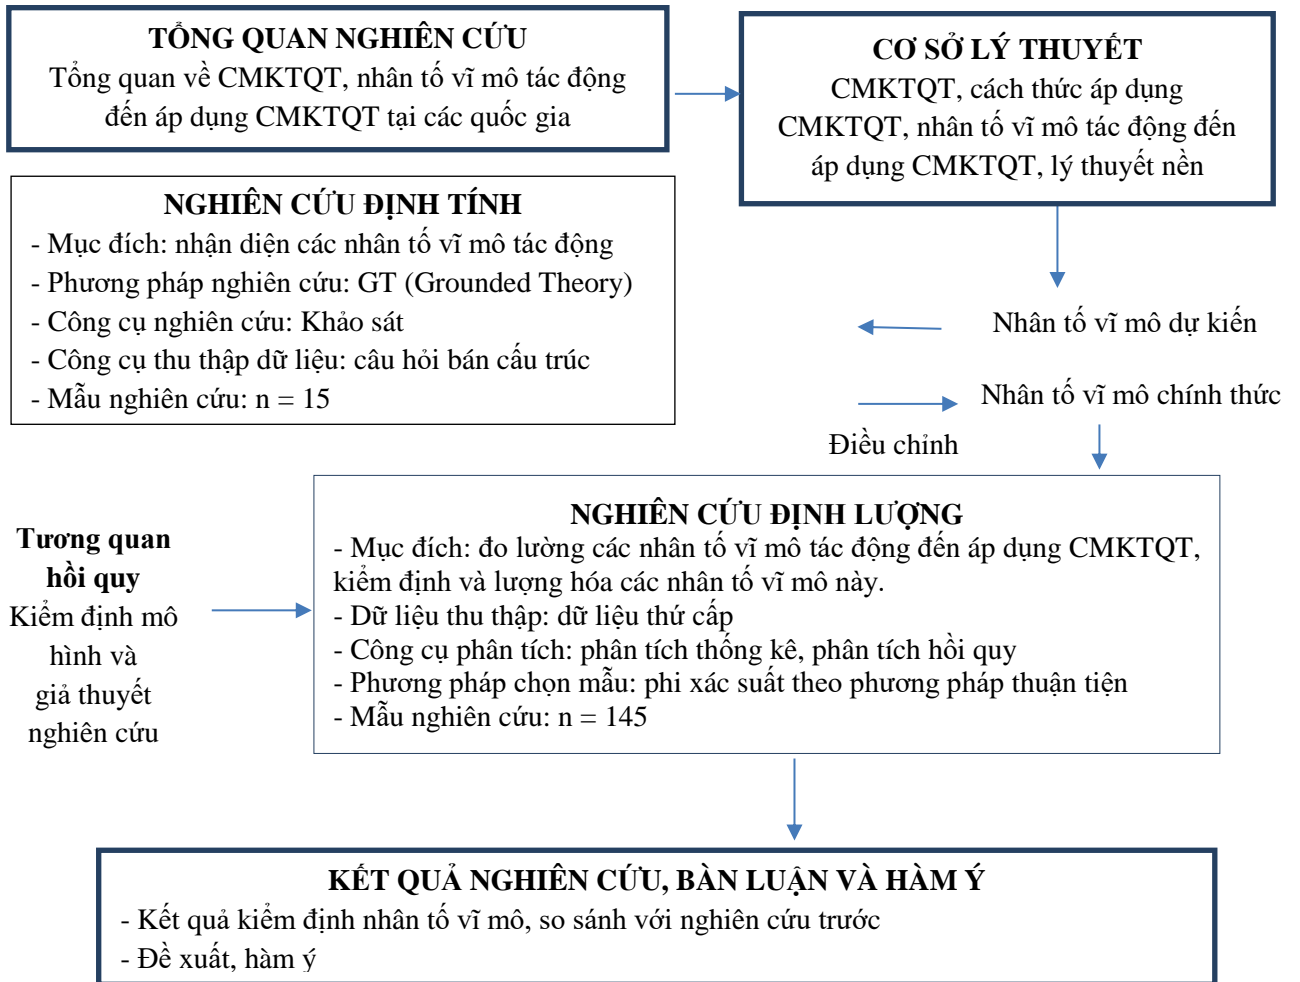 TỔNG QUAN NGHIÊN CỨU
Tổng quan về CMKTQT, nhân tố vĩ mô tác động
đến áp dụng CMKTQT tại các quốc gia
CƠ SỞ LÝ THUYẾT
CMKTQT, cách thức áp dụng
CMKTQT, nhân tố vĩ mô tác động đến
áp dụng CMKTQT, lý thuyết nền
NGHIÊN CỨU ĐỊNH TÍNH
- Mục đích: nhận diện các nhân tố vĩ mô tác động
- Phương pháp nghiên cứu: GT (Grounded Theory)
- Công cụ nghiên cứu: Khảo sát
- Công cụ thu thập dữ liệu: câu hỏi bán cấu trúc
- Mẫu nghiên cứu: n = 15
Nhân tố vĩ mô dự kiến
Nhân tố vĩ mô chính thức
Điều chỉnh
Tương quan
hồi quy
Kiểm định mô
hình và
giả thuyết
nghiên cứu
NGHIÊN CỨU ĐỊNH LƯỢNG
- Mục đích: đo lường các nhân tố vĩ mô tác động đến áp dụng CMKTQT,
kiểm định và lượng hóa các nhân tố vĩ mô này.
- Dữ liệu thu thập: dữ liệu thứ cấp
- Công cụ phân tích: phân tích thống kê, phân tích hồi quy
- Phương pháp chọn mẫu: phi xác suất theo phương pháp thuận tiện
- Mẫu nghiên cứu: n = 145
KẾT QUẢ NGHIÊN CỨU, BÀN LUẬN VÀ HÀM Ý
- Kết quả kiểm định nhân tố vĩ mô, so sánh với nghiên cứu trước
- Đề xuất, hàm ý